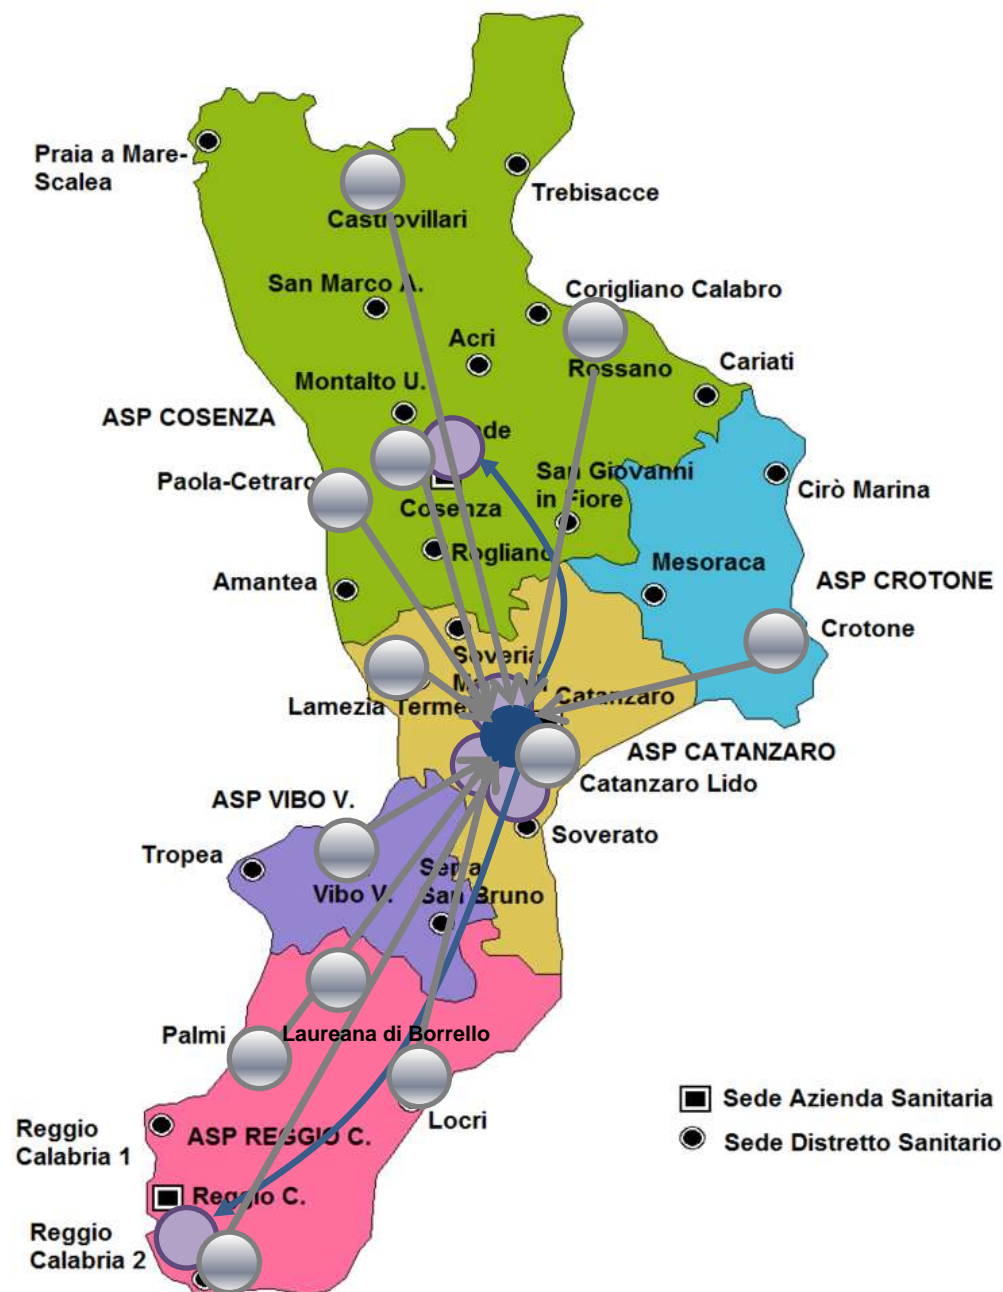 Praia a Mare-
Scalea
Trebisacce
Castrovillari
San Marco A.
Corigliano Calabro
Acri
Rossano
Cariati
Montalto U.
ASP COSENZA
Paola-Cetraro
San Giovanni
in Fiore
Cirò Marina
Cosenza
Rogliano
Mesoraca
Amantea
ASP CROTONE
Crotone
Soveria
Lamezia Terme
Catanzaro
ASP CATANZARO
Catanzaro Lido
ASP VIBO V.
Soverato
Tropea
Serra
San Bruno
Vibo V.
Palmi
Laureana di Borrello
Locri
Sede Azienda Sanitaria
Sede Distretto Sanitario
Reggio
Calabria 1
ASP REGGIO C.
Reggio C.
Reggio
Calabria 2